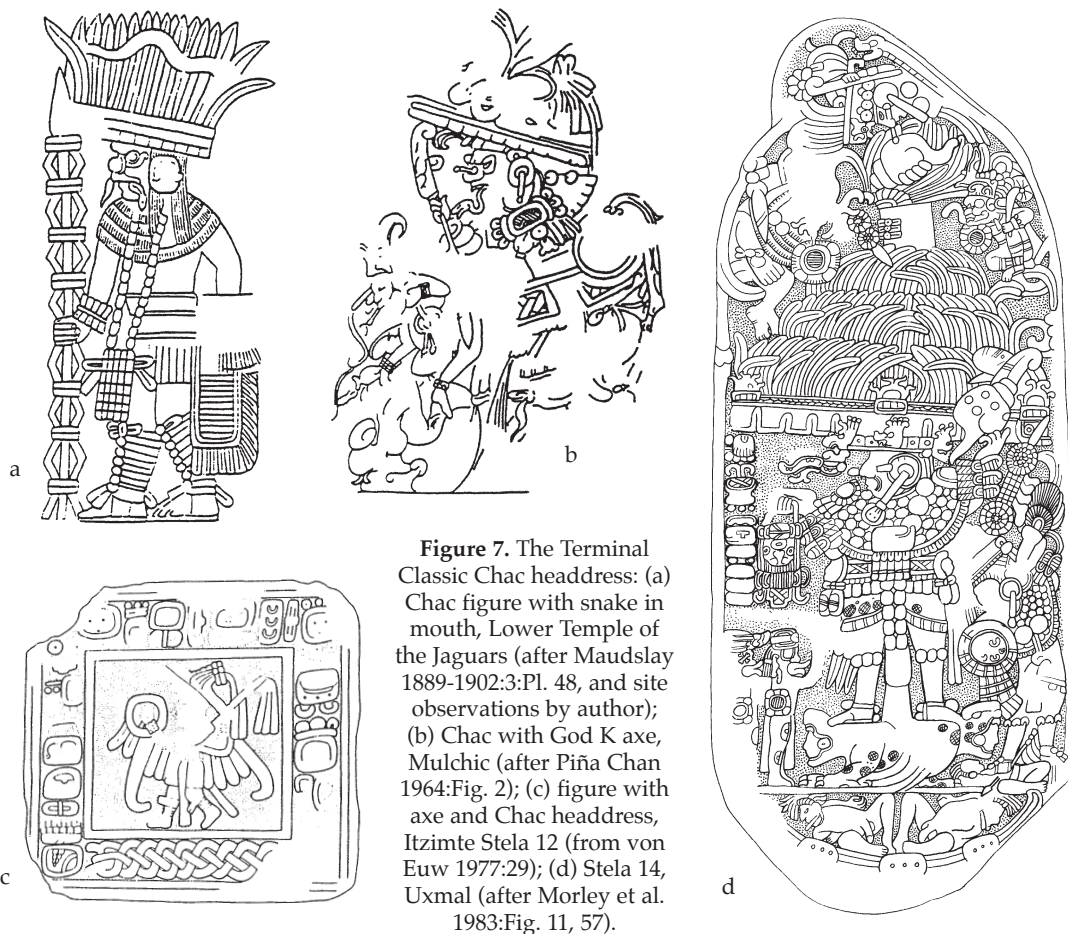 a
b
Figure 7. The Terminal
Classic Chac headdress: (a)
Chac figure with snake in
mouth, Lower Temple of
the Jaguars (after Maudslay
1889-1902:3:Pl. 48, and site
observations by author);
(b) Chac with God K axe,
Mulchic (after Piña Chan
1964:Fig. 2); (c) figure with
axe and Chac headdress,
Itzimte Stela 12 (from von
Euw 1977:29); (d) Stela 14,
Uxmal (after Morley et al.
1983:Fig. 11, 57).
c
d